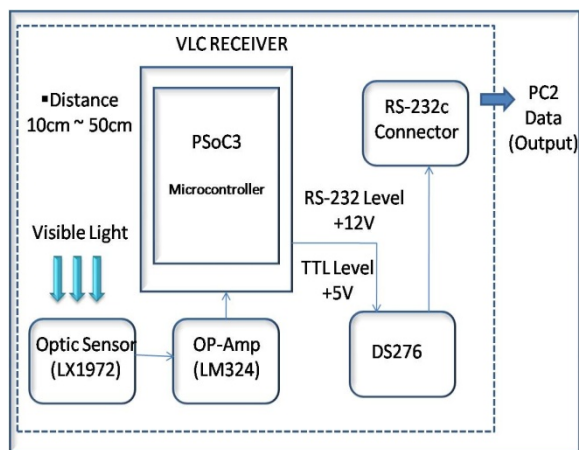 VLC RECEIVER
▪Distance
10cm ~ 50cm
PSoC3
Microcontroller
RS-232c
Connector
PC2
Data
(Output)
RS-232 Level
+12V
Visible Light
TTL Level
+5V
Optic Sensor
(LX1972)
OP-Amp
(LM324)
DS276